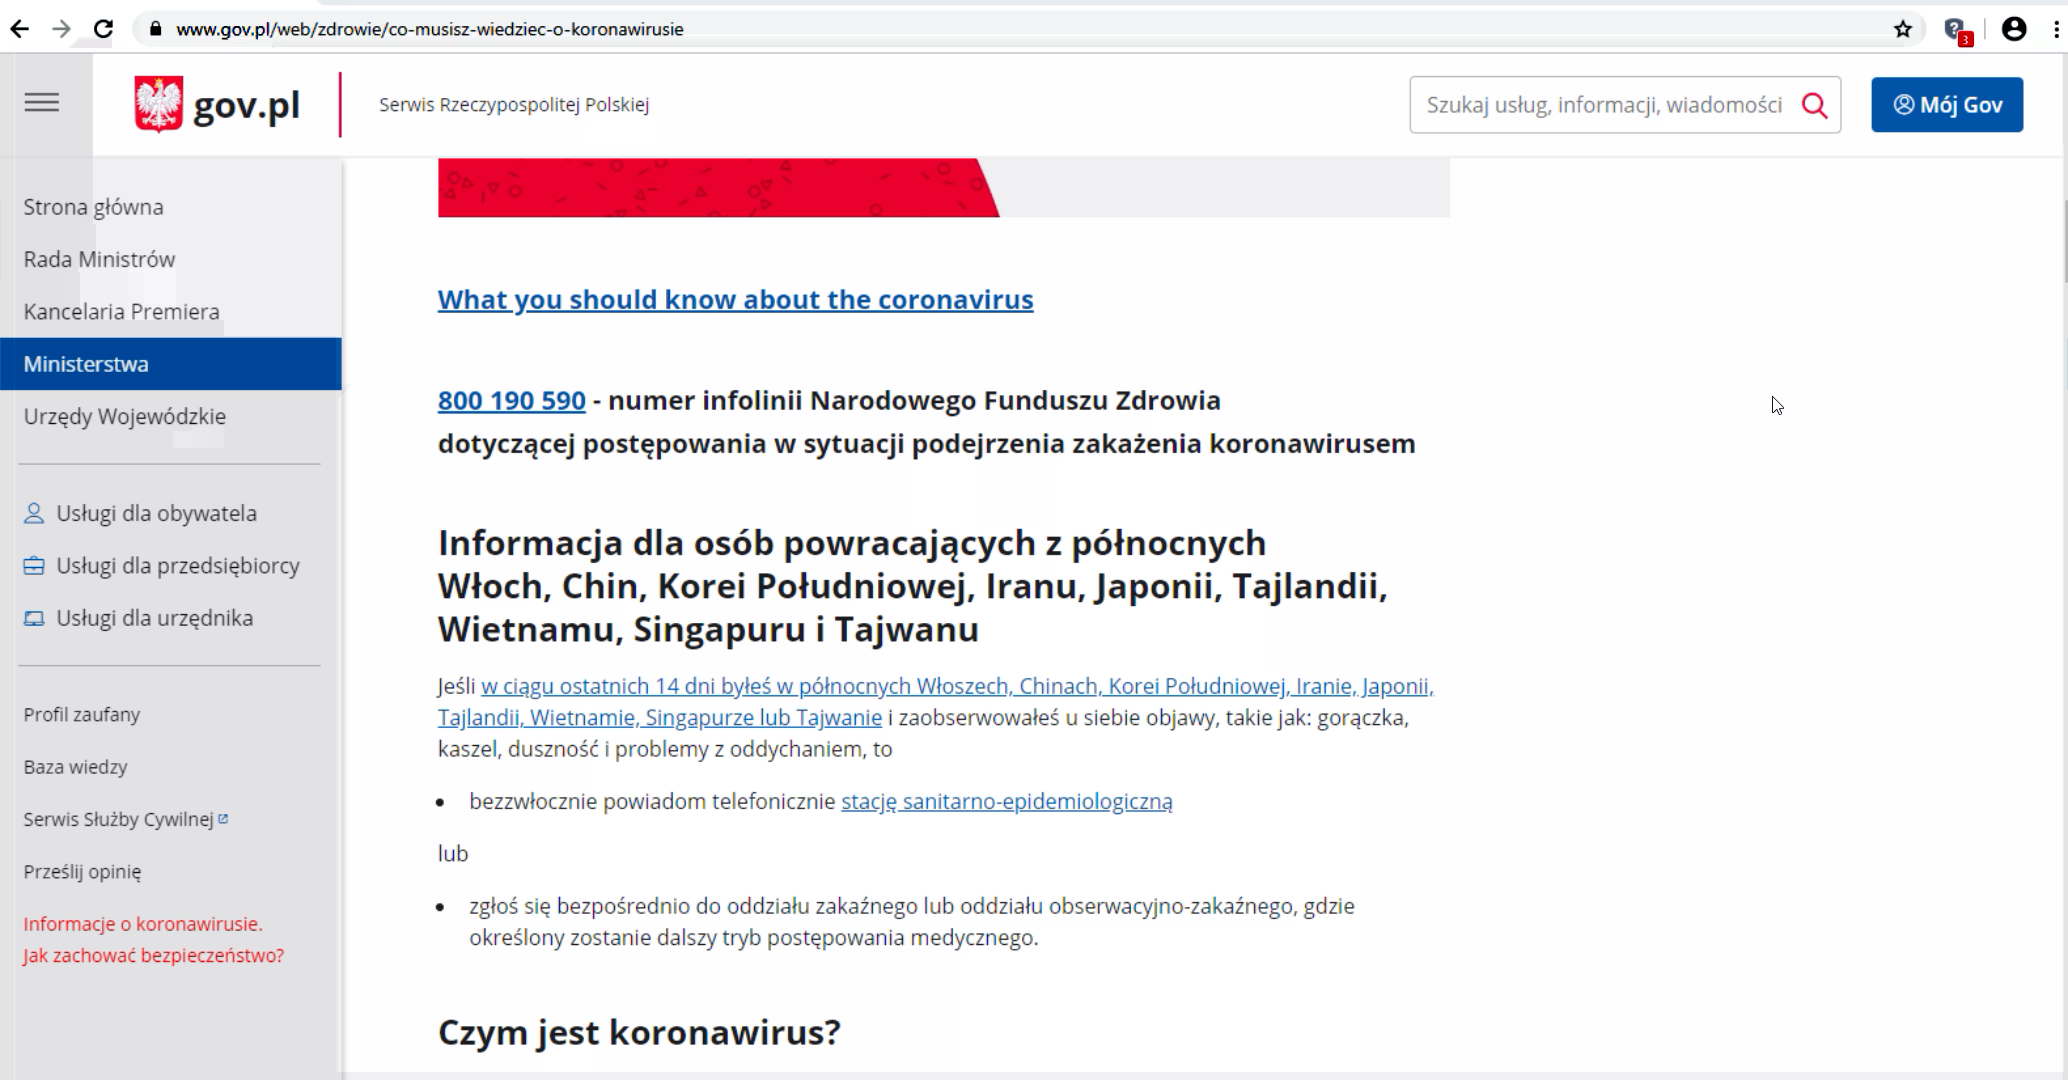 www.gov.pl/web/zdrowie/co-musisz-wiedziec-o-koronawirusie
3
gov.pl
Serwis Rzeczypospolitej Polskiej
Szukaj usług, informacji, wiadomości
Mój Gov
Strona główna
Rada Ministrów
Kancelaria Premiera
Ministerstwa
Urzędy Wojewódzkie
Usługi dla obywatela
Usługi dla przedsiębiorcy
Usługi dla urzędnika
Profil zaufany
Baza wiedzy
Serwis Służby Cywilnej
Prześlij opinię
Informacje o koronawirusie.
Jak zachować bezpieczeństwo?
What you should know about the coronavirus
800 190 590 - numer infolinii Narodowego Funduszu Zdrowia
dotyczącej postępowania w sytuacji podejrzenia zakażenia koronawirusem
Informacja dla osób powracających z północnych
Włoch, Chin, Korei Południowej, Iranu, Japonii, Tajlandii,
Wietnamu, Singapuru i Tajwanu
Jeśli w ciągu ostatnich 14 dni byłeś w północnych Włoszech, Chinach, Korei Południowej, Iranie, Japonii,
Tajlandii, Wietnamie, Singapurze lub Tajwanie i zaobserwowałeś u siebie objawy, takie jak: gorączka,
kaszel, duszność i problemy z oddychaniem, to
• bezzwłocznie powiadom telefonicznie stację sanitarno-epidemiologiczną
lub
• zgłoś się bezpośrednio do oddziału zakaźnego lub oddziału obserwacyjno-zakaźnego, gdzie
określony zostanie dalszy tryb postępowania medycznego.
Czym jest koronawirus?